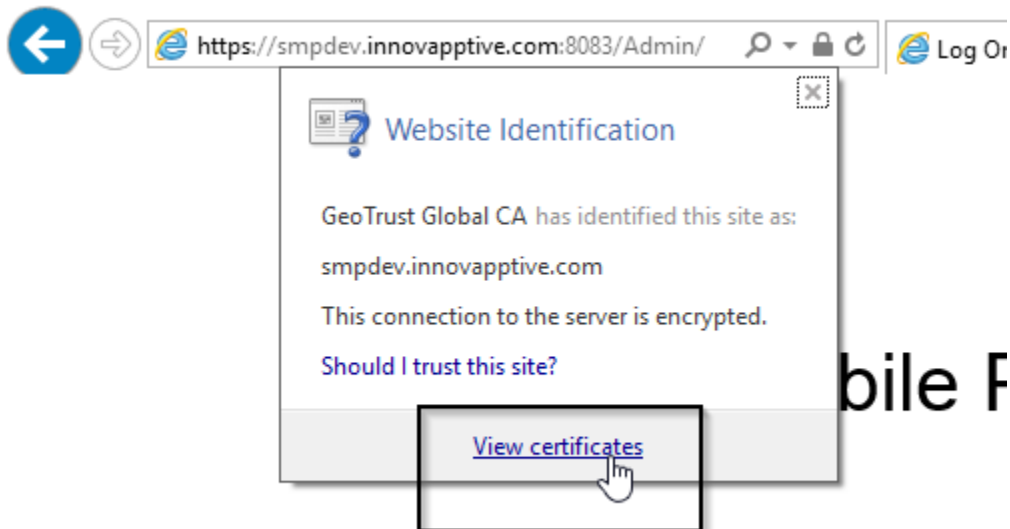 https://smpdev.innovapptive.com:8083/Admin/
Log On
Website Identification
GeoTrust Global CA has identified this site as:
smpdev.innovapptive.com
This connection to the server is encrypted.
Should I trust this site?
bile
View certificates